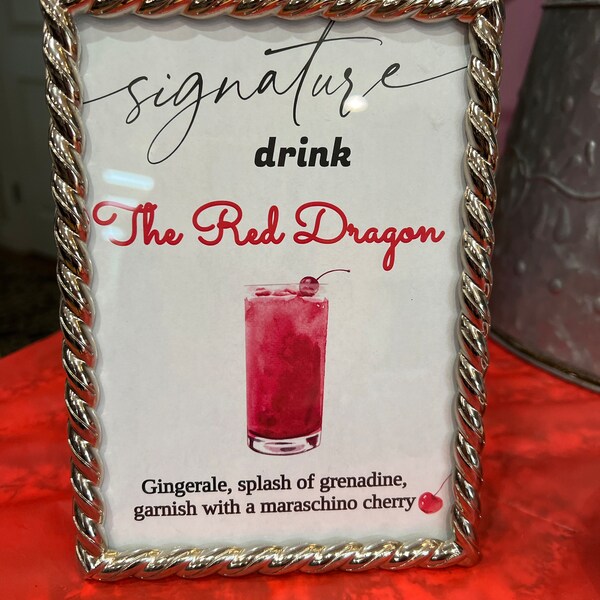 signature
drink
The Red Dragon
Gingerale, splash of grenadine,
garnish with a maraschino cherry